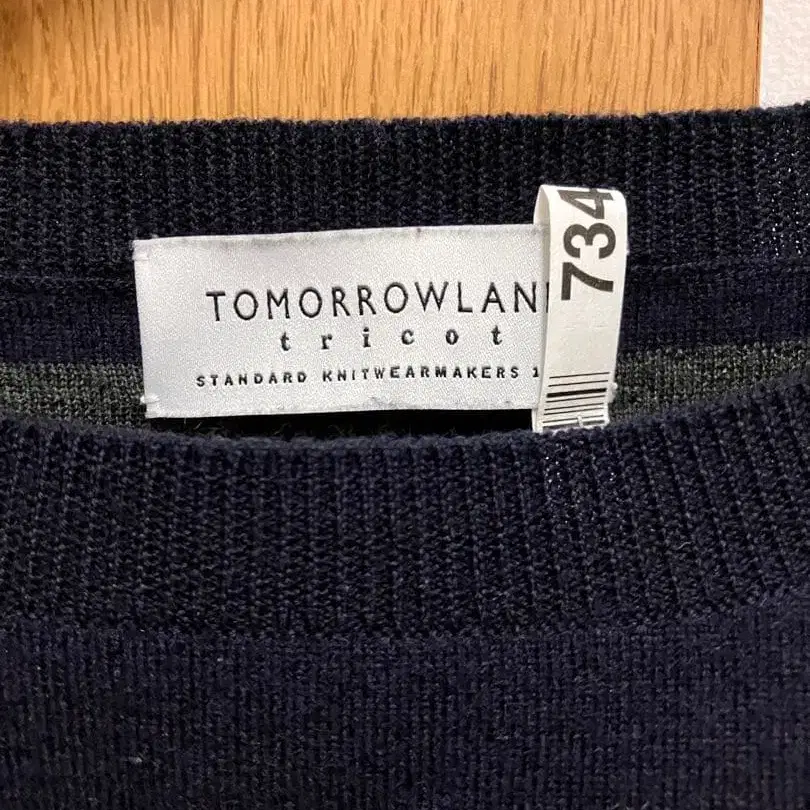 TOMORROWLAN
tricot
STANDARD KNITWEARMAKERS 1
734